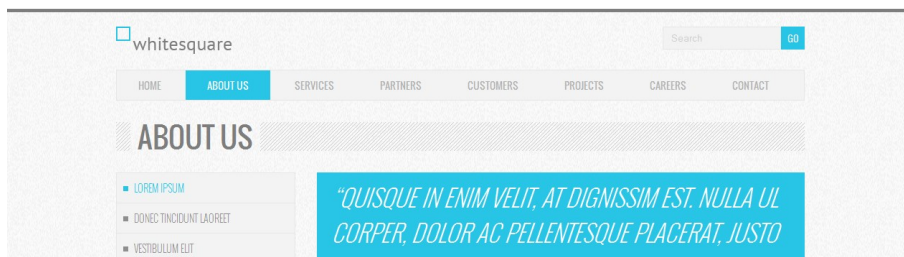 whitesquare
Search GO
HOME ABOUT US SERVICES PARTNERS CUSTOMERS PROJECTS CAREERS CONTACT
ABOUT US
LOREM IPSUM
DONEC TINCIDUNT LAOREET
VESTIBULUM ELIT
“QUISQUE IN ENIM VELIT, AT DIGNISSIM EST. NULLA UL
CORPER, DOLOR AC PELLENTESQUE PLACERAT, JUSTO